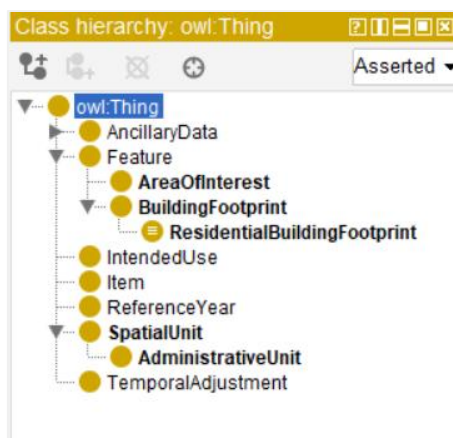 Class hierarchy: owl:Thing
Asserted
owl:Thing
AncillaryData
Feature
AreaOfInterest
BuildingFootprint
ResidentialBuildingFootprint
IntendedUse
Item
ReferenceYear
SpatialUnit
AdministrativeUnit
TemporalAdjustment